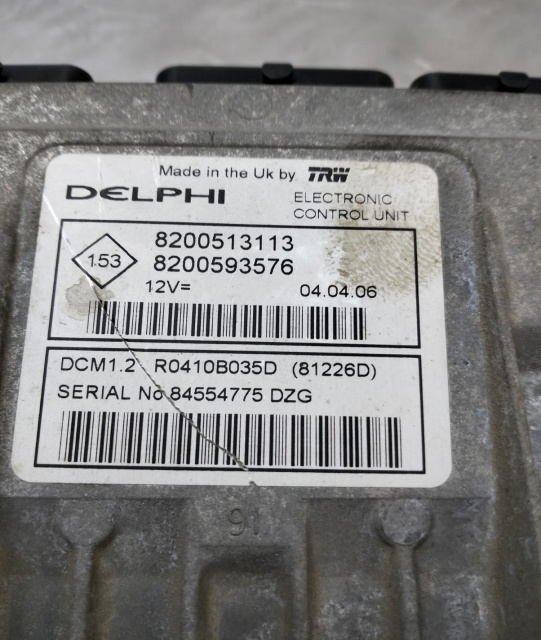 Made in the Uk by TRW
DELPHI
ELECTRONIC
CONTROL UNIT
153
8200513113
8200593576
12V=
04.04.06
DCM1.2 R0410B035D (81226D)
SERIAL No 84554775 DZG
91